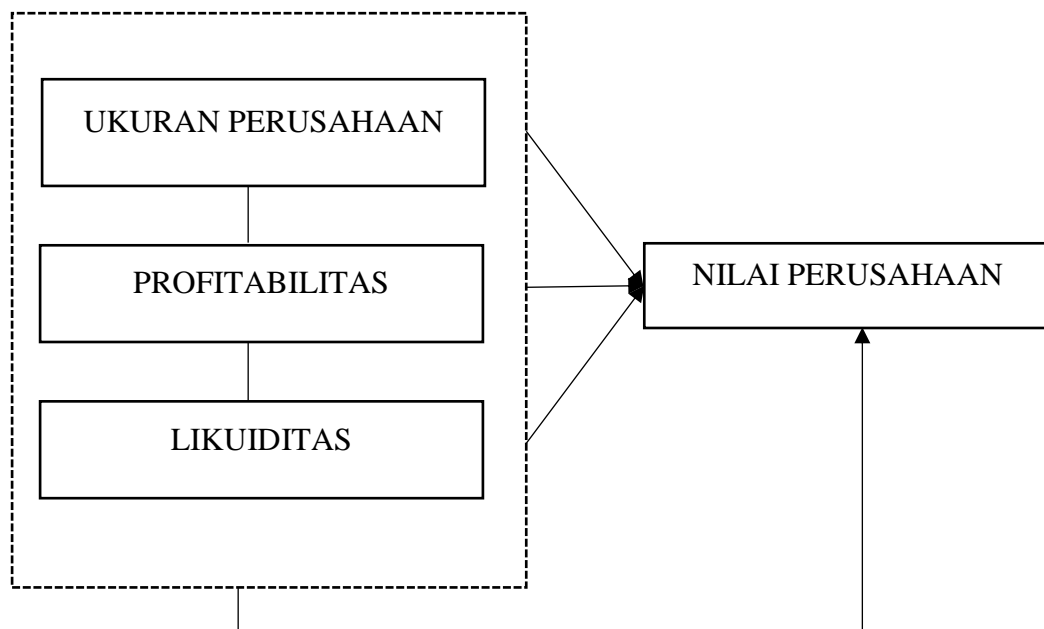 UKURAN PERUSAHAAN
PROFITABILITAS
NILAI PERUSAHAAN
LIKUIDITAS